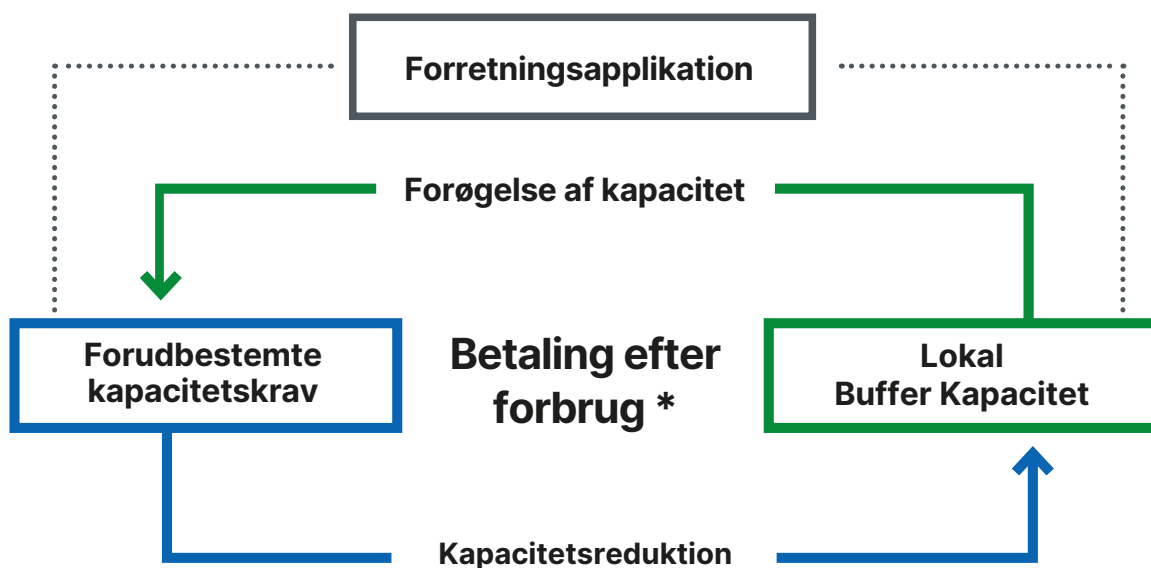 Forretningsapplikation
Forøgelse af kapacitet
Forudbestemte
kapacitetskrav
Betaling efter
forbrug *
Lokal
Buffer Kapacitet
Kapacitetsreduktion